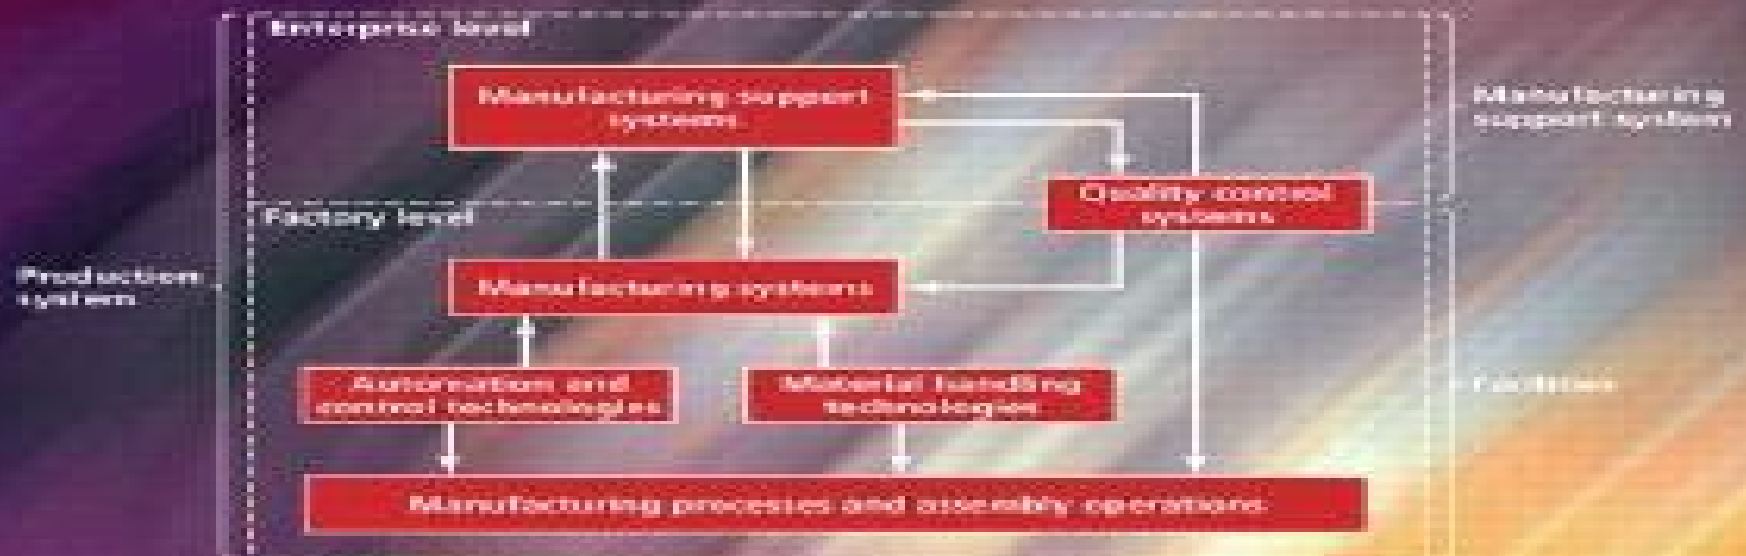 Enterprise level
Manufacturing support
systems
Manufacturing
support system
Quality control
systems
Factory level
Production
system
Manufacturing systems
Automation and
control technologies
Material handling
technologies
Facilities
Manufacturing processes and assembly operations